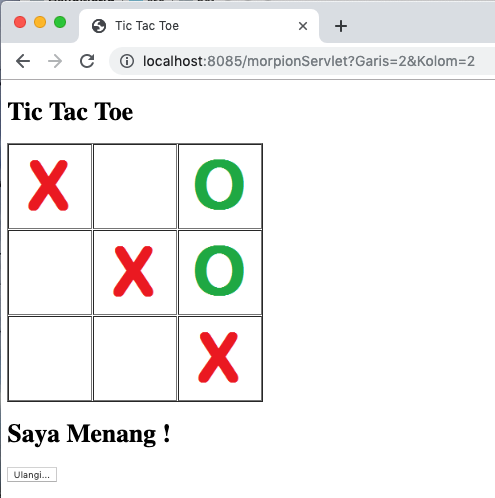 Tic Tac Toe
localhost:8085/morpionServlet?Garis=2&Kolom=2
Tic Tac Toe
X O
X O
X
Saya Menang !
Ulangi...